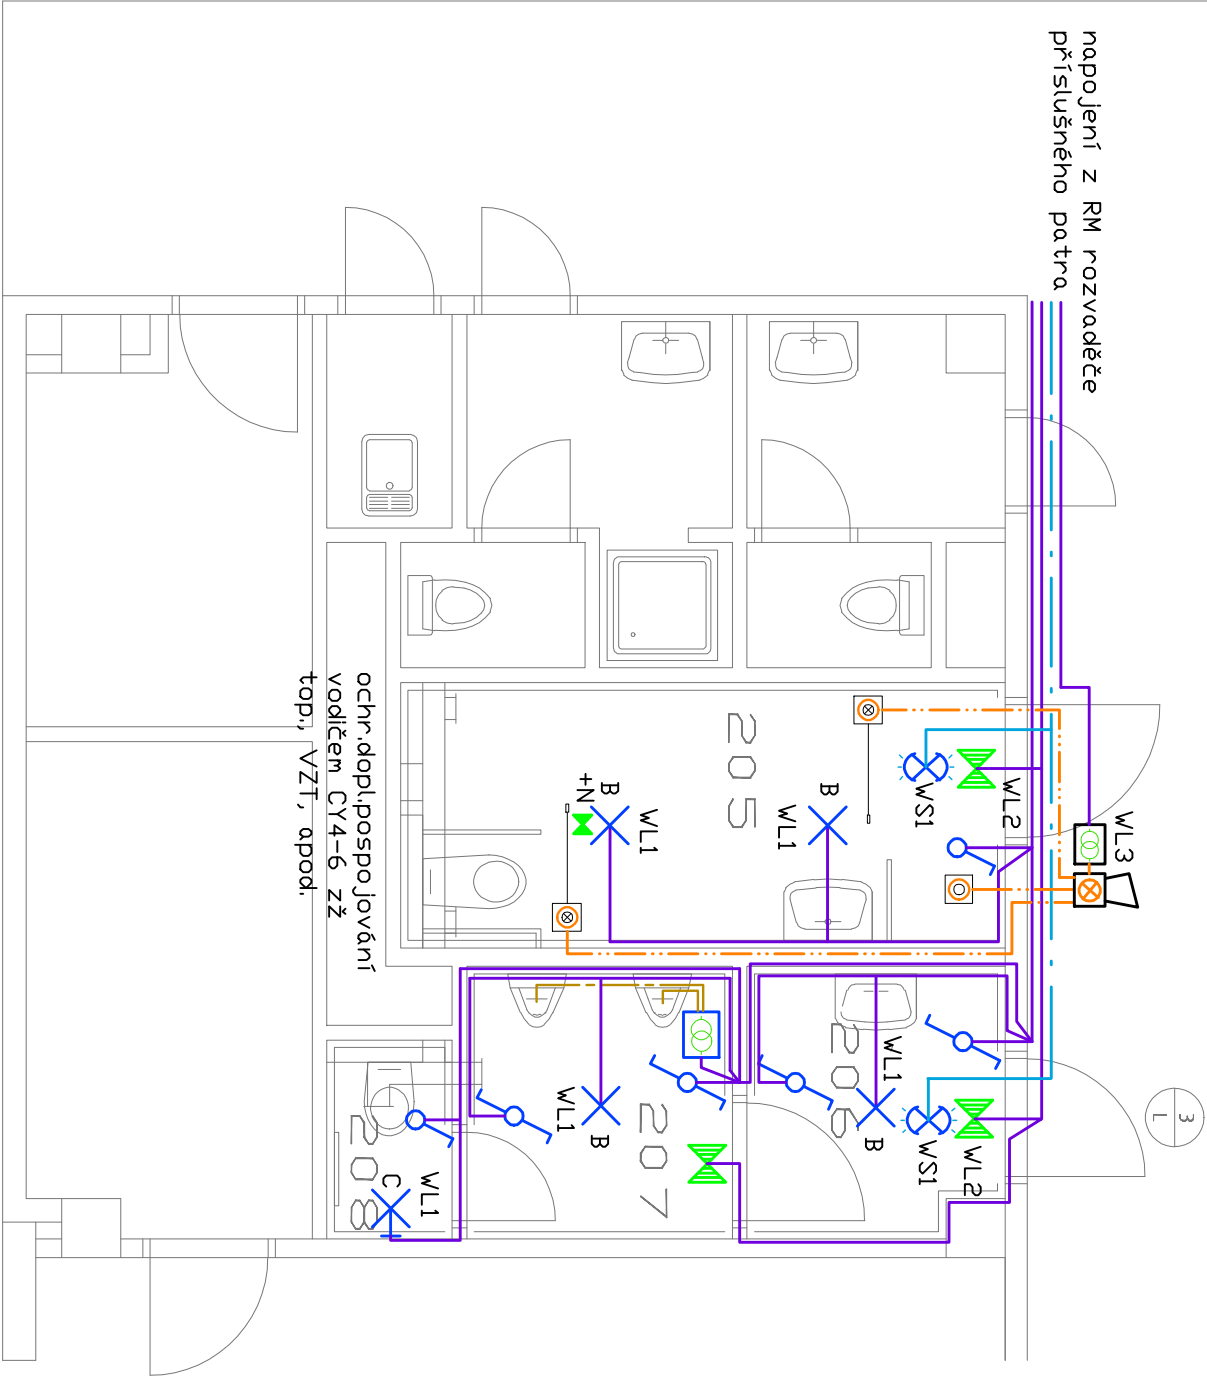 napojení z RM rozvaděče
příslušného patra
WL3
WL2
WS1
B
WL1
205
WL1
B
+N
ochr.dopl.pospojování
vodičem CY4-6 zž
top., VZT, apod.
3
L
WL1
206
B
WS1
WL2
WL1
B
207
208
C
WL1